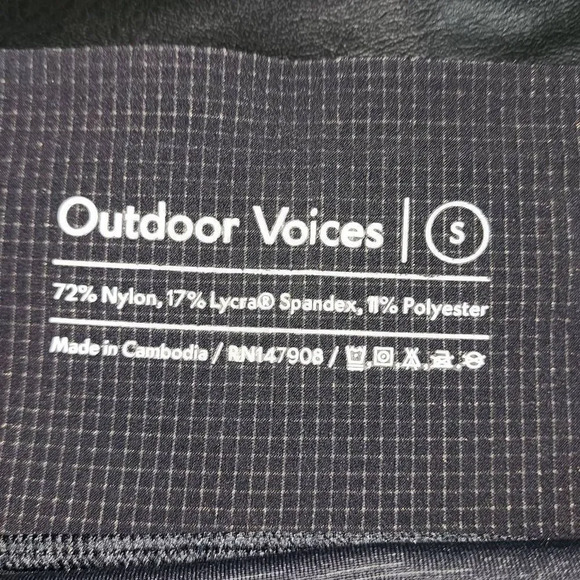 Outdoor Voices | S
72% Nylon, 17% Lycra® Spandex, 11% Polyester
Made in Cambodia / RN147908 /